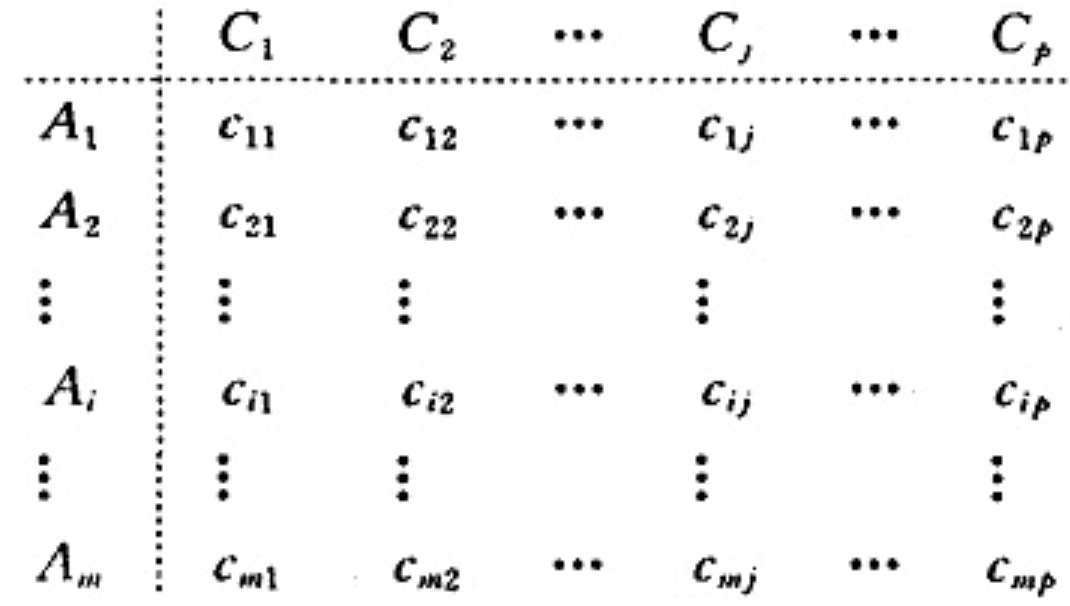 C₁ C₂ ⋯ Cⱼ ⋯ Cₚ
A₁ c₁₁ c₁₂ ⋯ c₁ⱼ ⋯ c₁ₚ
A₂ c₂₁ c₂₂ ⋯ c₂ⱼ ⋯ c₂ₚ
⋮ ⋮ ⋮ ⋮ ⋮
Aᵢ cᵢ₁ cᵢ₂ ⋯ cᵢⱼ ⋯ cᵢₚ
⋮ ⋮ ⋮ ⋮ ⋮
Aₘ cₘ₁ cₘ₂ ⋯ cₘⱼ ⋯ cₘₚ